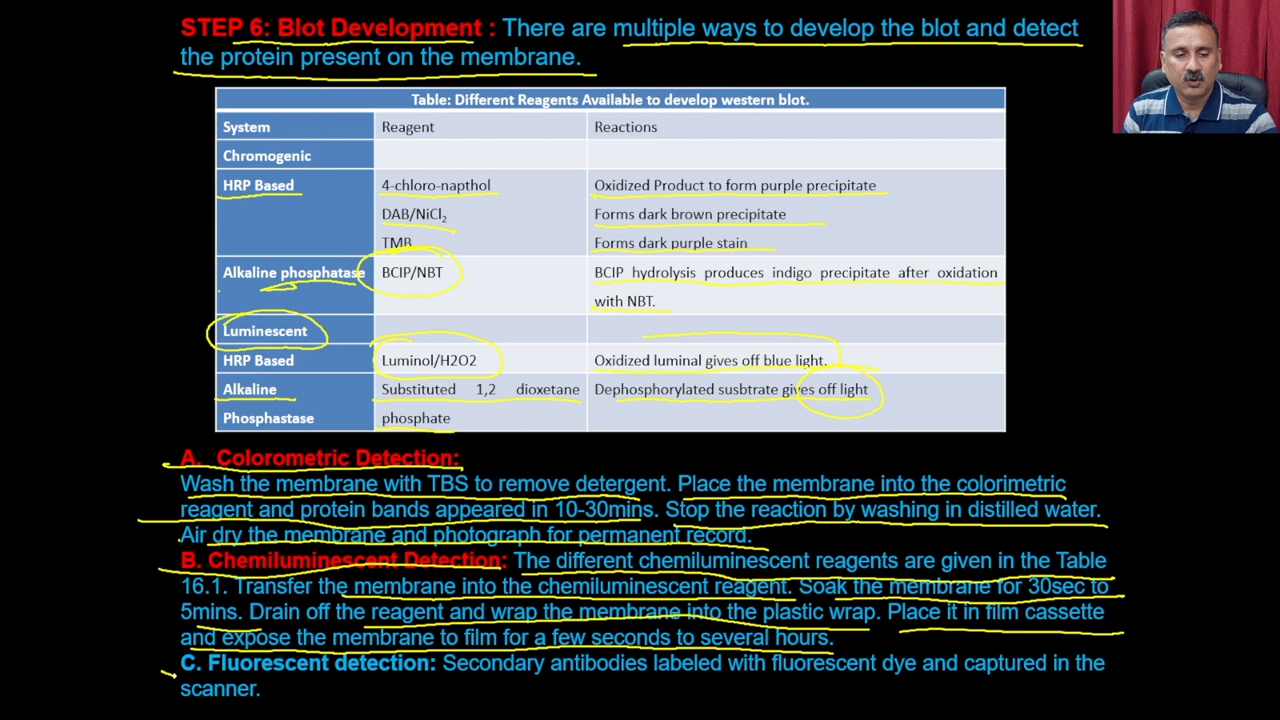 STEP 6: Blot Development : There are multiple ways to develop the blot and detect
the protein present on the membrane.
Table: Different Reagents Available to develop western blot.
System Reagent Reactions
Chromogenic
HRP Based 4-chloro-napthol Oxidized Product to form purple precipitate
DAB/NiCl2 Forms dark brown precipitate
TMB Forms dark purple stain
Alkaline phosphatase BCIP/NBT BCIP hydrolysis produces indigo precipitate after oxidation
with NBT.
Luminescent
HRP Based Luminol/H2O2 Oxidized luminal gives off blue light.
Alkaline Substituted 1,2 dioxetane Dephosphorylated susbtrate gives off light
Phosphastase phosphate
A. Colorometric Detection:
Wash the membrane with TBS to remove detergent. Place the membrane into the colorimetric
reagent and protein bands appeared in 10-30mins. Stop the reaction by washing in distilled water.
Air dry the membrane and photograph for permanent record.
B. Chemiluminescent Detection: The different chemiluminescent reagents are given in the Table
16.1. Transfer the membrane into the chemiluminescent reagent. Soak the membrane for 30sec to
5mins. Drain off the reagent and wrap the membrane into the plastic wrap. Place it in film cassette
and expose the membrane to film for a few seconds to several hours.
C. Fluorescent detection: Secondary antibodies labeled with fluorescent dye and captured in the
scanner.